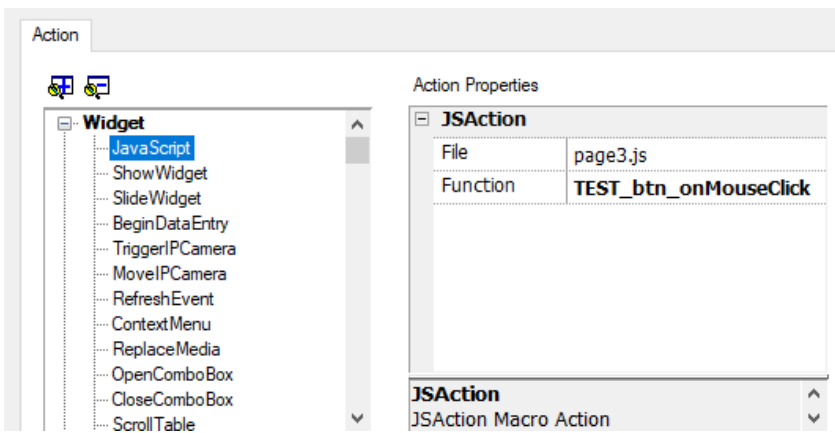 Action
Action Properties
Widget
JavaScript
ShowWidget
SlideWidget
BeginDataEntry
TriggerIPCamera
MoveIPCamera
RefreshEvent
ContextMenu
ReplaceMedia
OpenComboBox
CloseComboBox
ScrollTable
JSAction
File page3.js
Function TEST_btn_onMouseClick
JSAction
JSAction Macro Action